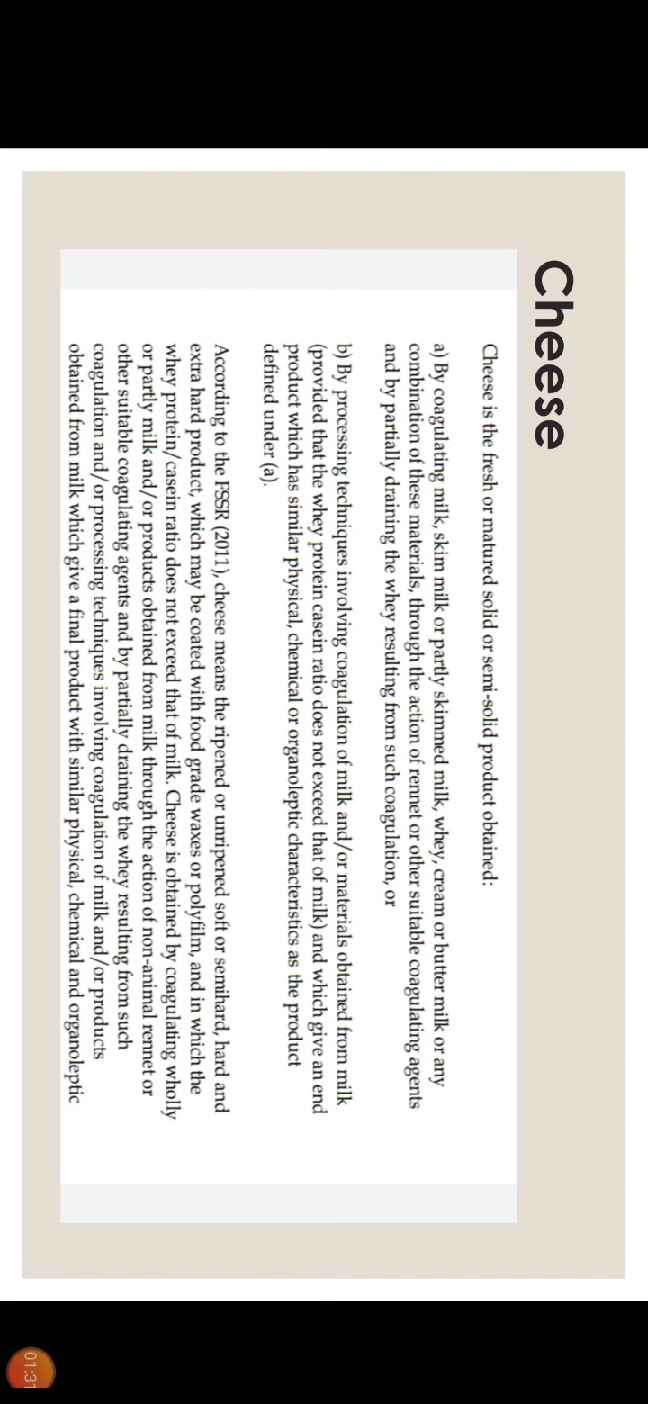 Cheese
Cheese is the fresh or matured solid or semi-solid product obtained:
a) By coagulating milk, skim milk or partly skimmed milk, whey, cream or butter milk or any
combination of these materials, through the action of rennet or other suitable coagulating agents
and by partially draining the whey resulting from such coagulation, or
b) By processing techniques involving coagulation of milk and/or materials obtained from milk
(provided that the whey protein casein ratio does not exceed that of milk) and which give an end
product which has similar physical, chemical or organoleptic characteristics as the product
defined under (a).
According to the FSSR (2011), cheese means the ripened or unripened soft or semihard, hard and
extra hard product, which may be coated with food grade waxes or polyfilm, and in which the
whey protein/casein ratio does not exceed that of milk. Cheese is obtained by coagulating wholly
or partly milk and/or products obtained from milk through the action of non-animal rennet or
other suitable coagulating agents and by partially draining the whey resulting from such
coagulation and/or processing techniques involving coagulation of milk and/or products
obtained from milk which give a final product with similar physical, chemical and organoleptic
01:31